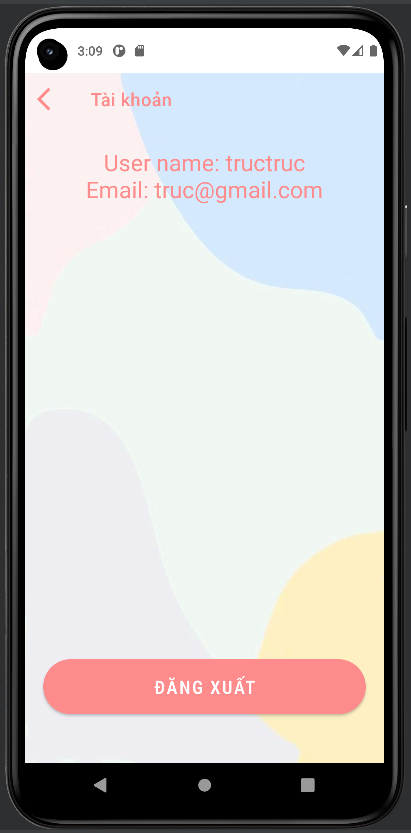 3:09
Tài khoản
User name: tructruc
Email: truc@gmail.com
ĐĂNG XUẤT